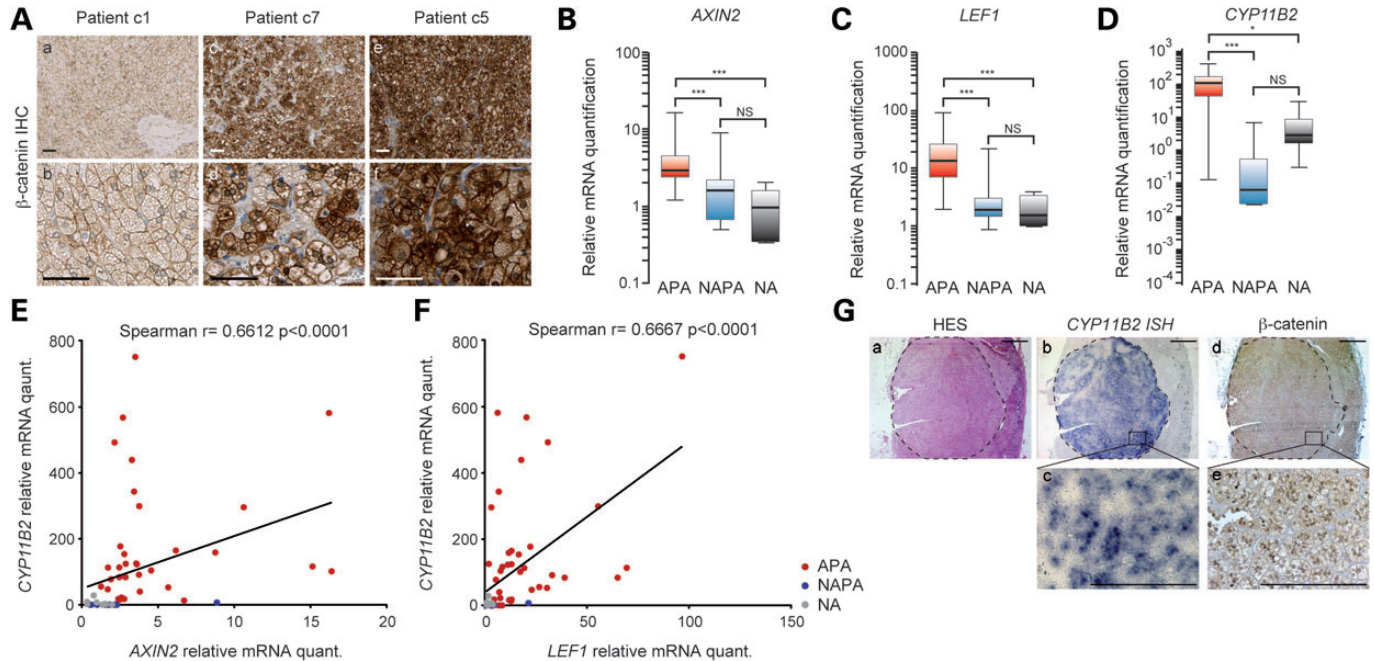 A
Patient c1
Patient c7
Patient c5
β-catenin IHC
a
c
e
b
d
B
AXIN2
Relative mRNA quantification
100
10
1
0.1
***
***
NS
APA
NAPA
NA
C
LEF1
Relative mRNA quantification
1000
100
10
1
0.1
***
***
NS
APA
NAPA
NA
D
CYP11B2
Relative mRNA quantification
10³
10²
10¹
10⁰
10⁻¹
10⁻²
10⁻⁰
10⁻⁴
*
***
NS
APA
NAPA
NA
E
Spearman r= 0.6612 p<0.0001
CYP11B2 relative mRNA qaunt.
800
600
400
200
0
0
5
10
15
20
AXIN2 relative mRNA quant.
F
Spearman r= 0.6667 p<0.0001
CYP11B2 relative mRNA qaunt.
800
600
400
200
0
0
50
100
150
LEF1 relative mRNA quant.
APA
NAPA
NA
G
HES
CYP11B2 ISH
β-catenin
a
b
d
c
e